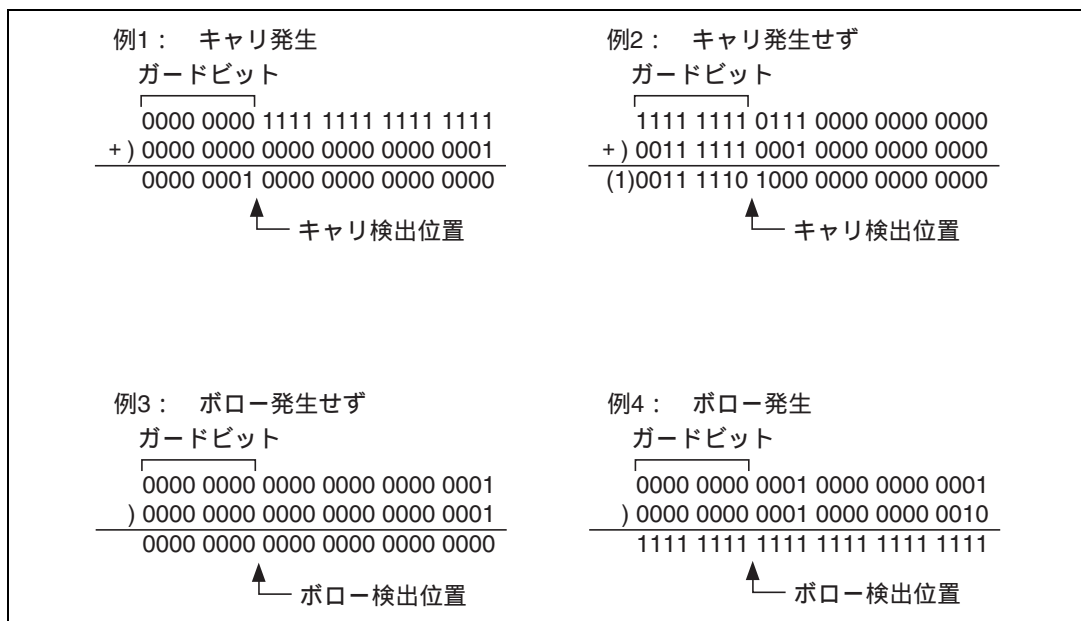 例1： キャリ発生
ガードビット
0000 0000 1111 1111 1111 1111
+ ) 0000 0000 0000 0000 0000 0001
0000 0001 0000 0000 0000 0000
キャリ検出位置
例2： キャリ発生せず
ガードビット
1111 1111 0111 0000 0000 0000
+ ) 0011 1111 0001 0000 0000 0000
(1)0011 1110 1000 0000 0000 0000
キャリ検出位置
例3： ボロー発生せず
ガードビット
0000 0000 0000 0000 0000 0001
) 0000 0000 0000 0000 0000 0001
0000 0000 0000 0000 0000 0000
ボロー検出位置
例4： ボロー発生
ガードビット
0000 0000 0001 0000 0000 0001
) 0000 0000 0001 0000 0000 0010
1111 1111 1111 1111 1111 1111
ボロー検出位置